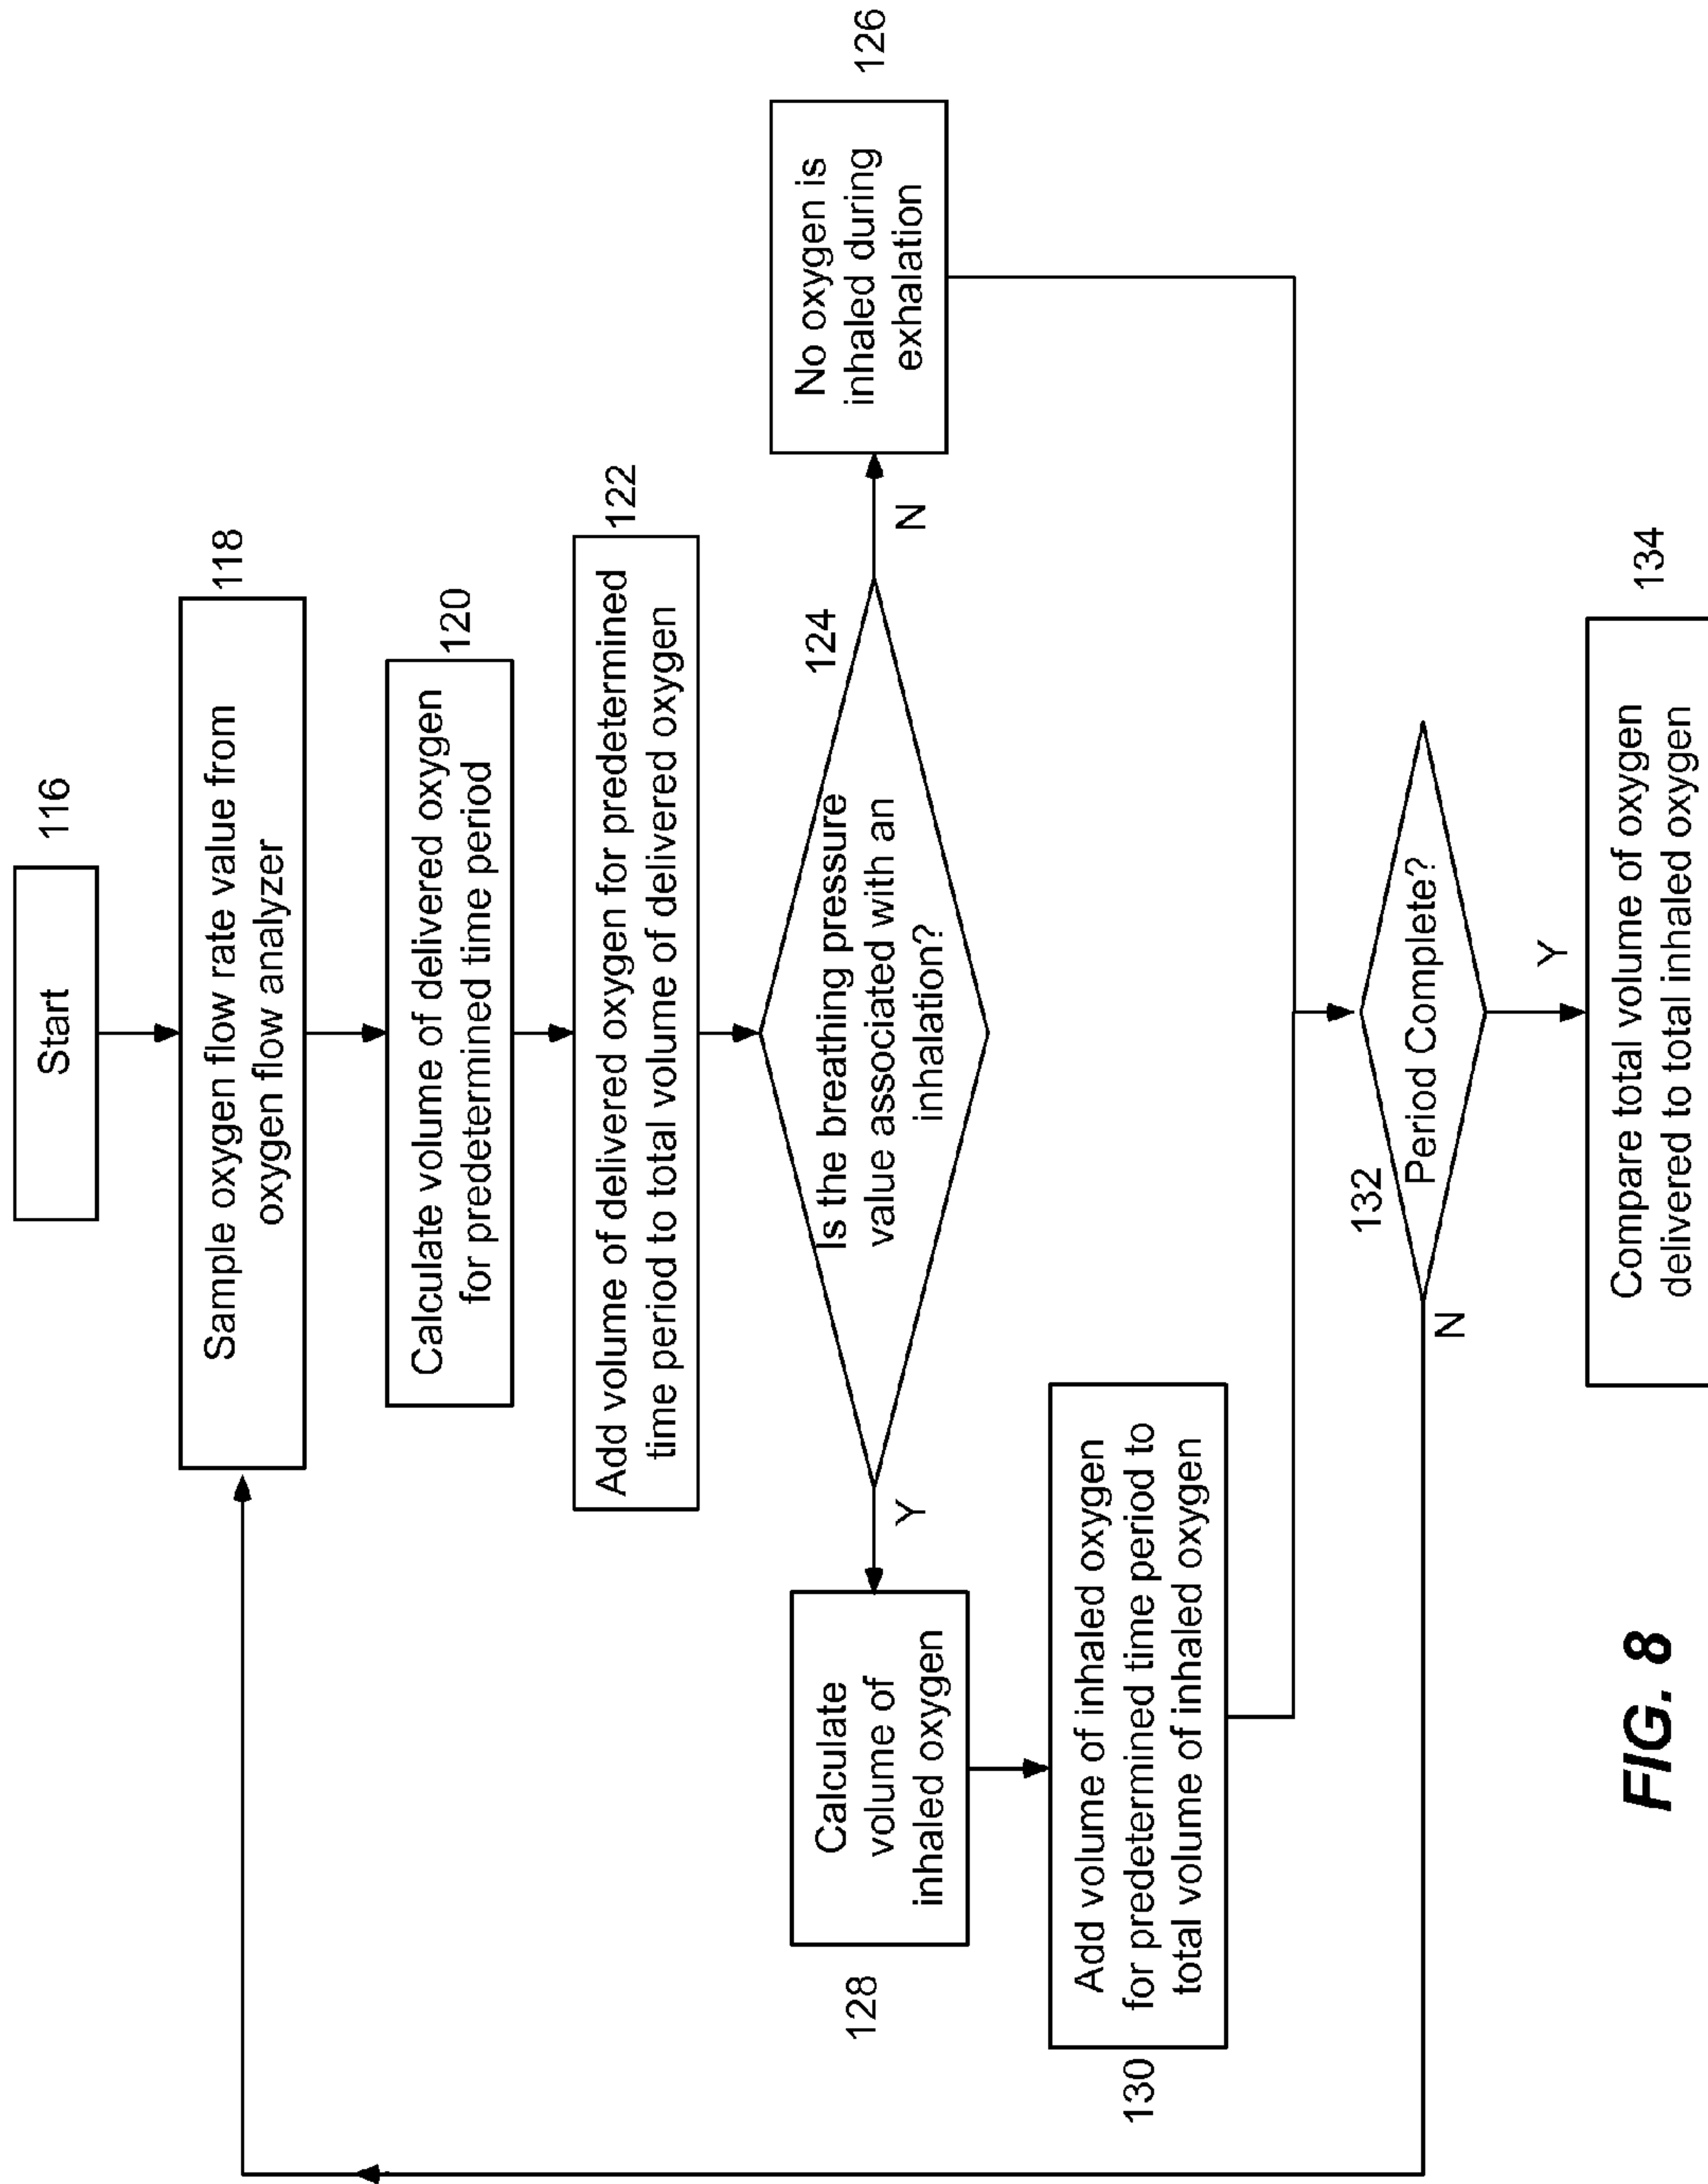 Start
116
Sample oxygen flow rate value from
oxygen flow analyzer
118
Calculate volume of delivered oxygen
for predetermined time period
120
Add volume of delivered oxygen for predetermined
time period to total volume of delivered oxygen
122
Is the breathing pressure
value associated with an
inhalation?
124
N
No oxygen is
inhaled during
exhalation
126
Y
Calculate
volume of
inhaled oxygen
128
Add volume of inhaled oxygen
for predetermined time period to
total volume of inhaled oxygen
130
Period Complete?
132
N
Y
Compare total volume of oxygen
delivered to total inhaled oxygen
134
FIG. 8